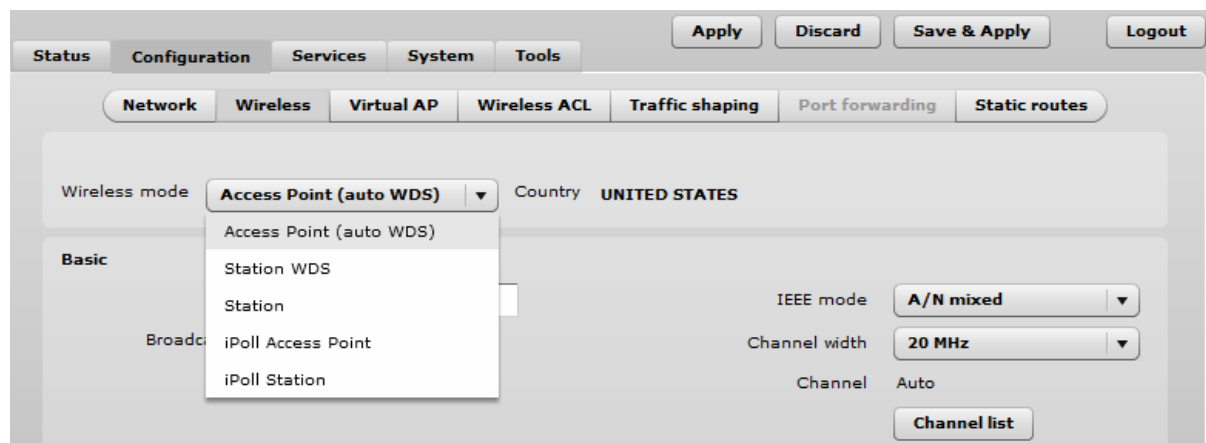 Apply Discard Save & Apply Logout
Status Configuration Services System Tools
Network Wireless Virtual AP Wireless ACL Traffic shaping Port forwarding Static routes
Wireless mode Access Point (auto WDS) Country UNITED STATES
Access Point (auto WDS)
Basic
Station WDS
Station
IEEE mode A/N mixed
Broadc
iPoll Access Point
Channel width 20 MHz
iPoll Station
Channel Auto
Channel list